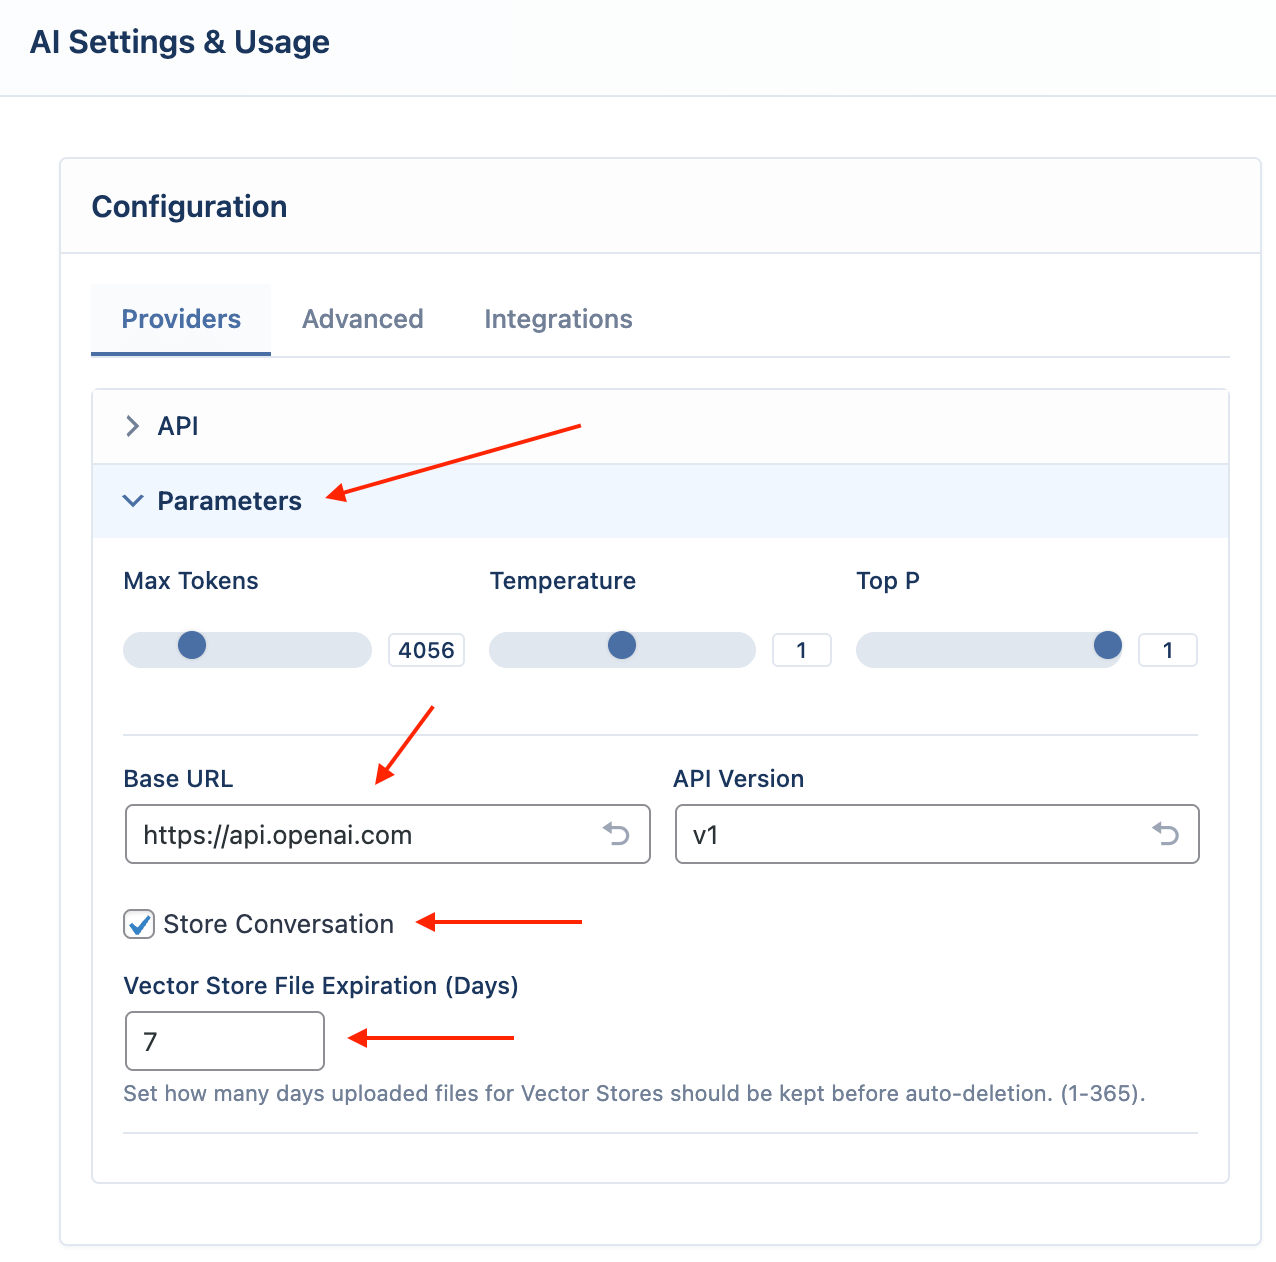 AI Settings & Usage
Configuration
Providers Advanced Integrations
API
Parameters
Max Tokens Temperature Top P
4056 1 1
Base URL API Version
https://api.openai.com v1
Store Conversation
Vector Store File Expiration (Days)
7
Set how many days uploaded files for Vector Stores should be kept before auto-deletion. (1-365).